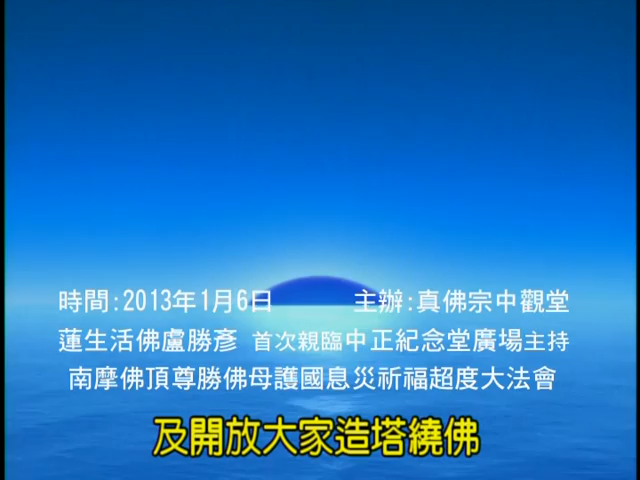 時間:2013年1月6日 主辦:真佛宗中觀堂
蓮生活佛盧勝彥 首次親臨中正紀念堂廣場主持
南摩佛頂尊勝佛母護國息災祈福超度大法會
及開放大家造塔繞佛